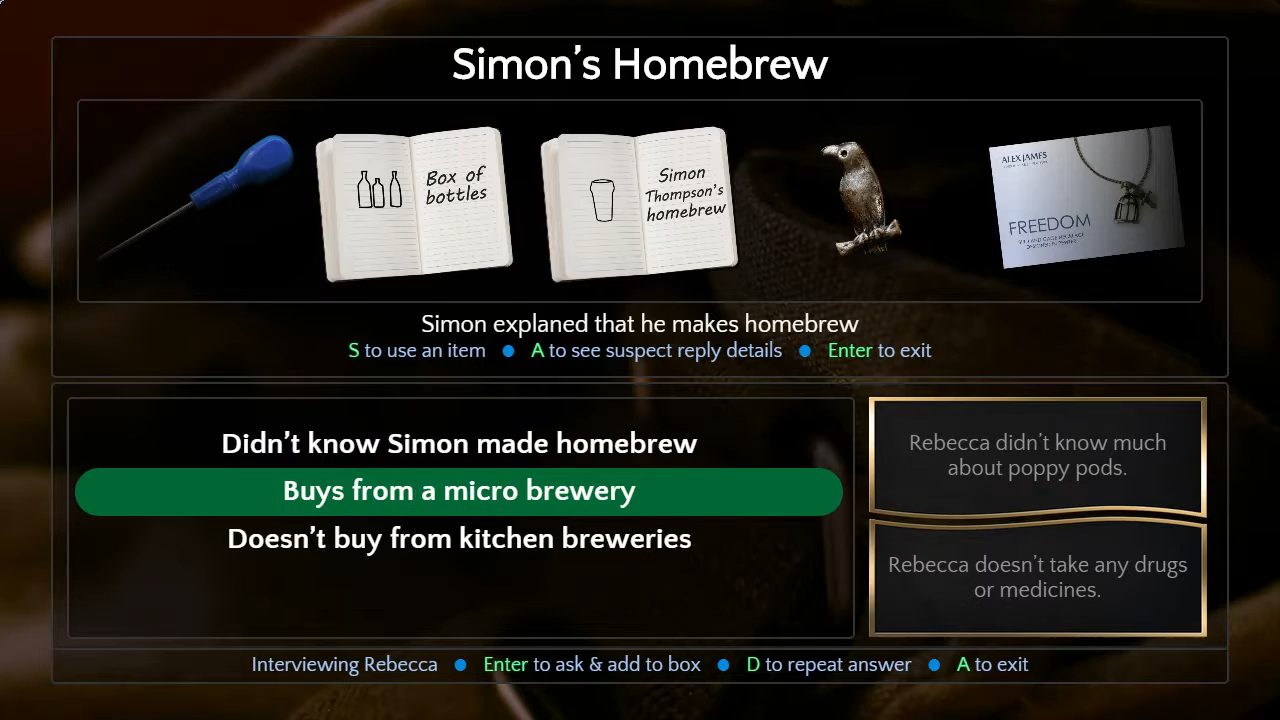 Simon's Homebrew
Box of
bottles
Simon
Thompson's
homebrew
ALEX JAMES
FREEDOM
Simon explaned that he makes homebrew
S to use an item ● A to see suspect reply details ● Enter to exit
Didn't know Simon made homebrew
Buys from a micro brewery
Doesn't buy from kitchen breweries
Rebecca didn't know much
about poppy pods.
Rebecca doesn't take any drugs
or medicines.
Interviewing Rebecca ● Enter to ask & add to box ● D to repeat answer ● A to exit